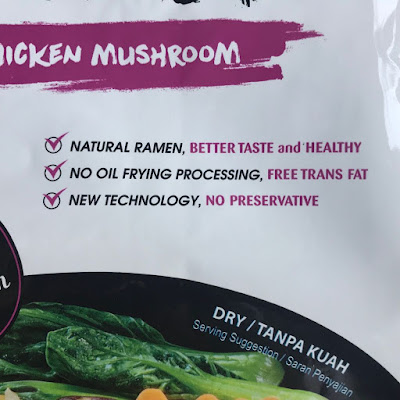 CHICKEN MUSHROOM
NATURAL RAMEN, BETTER TASTE and HEALTHY
NO OIL FRYING PROCESSING, FREE TRANS FAT
NEW TECHNOLOGY, NO PRESERVATIVE
DRY / TANPA KUAH
Serving Suggestion / Saran Penyajian